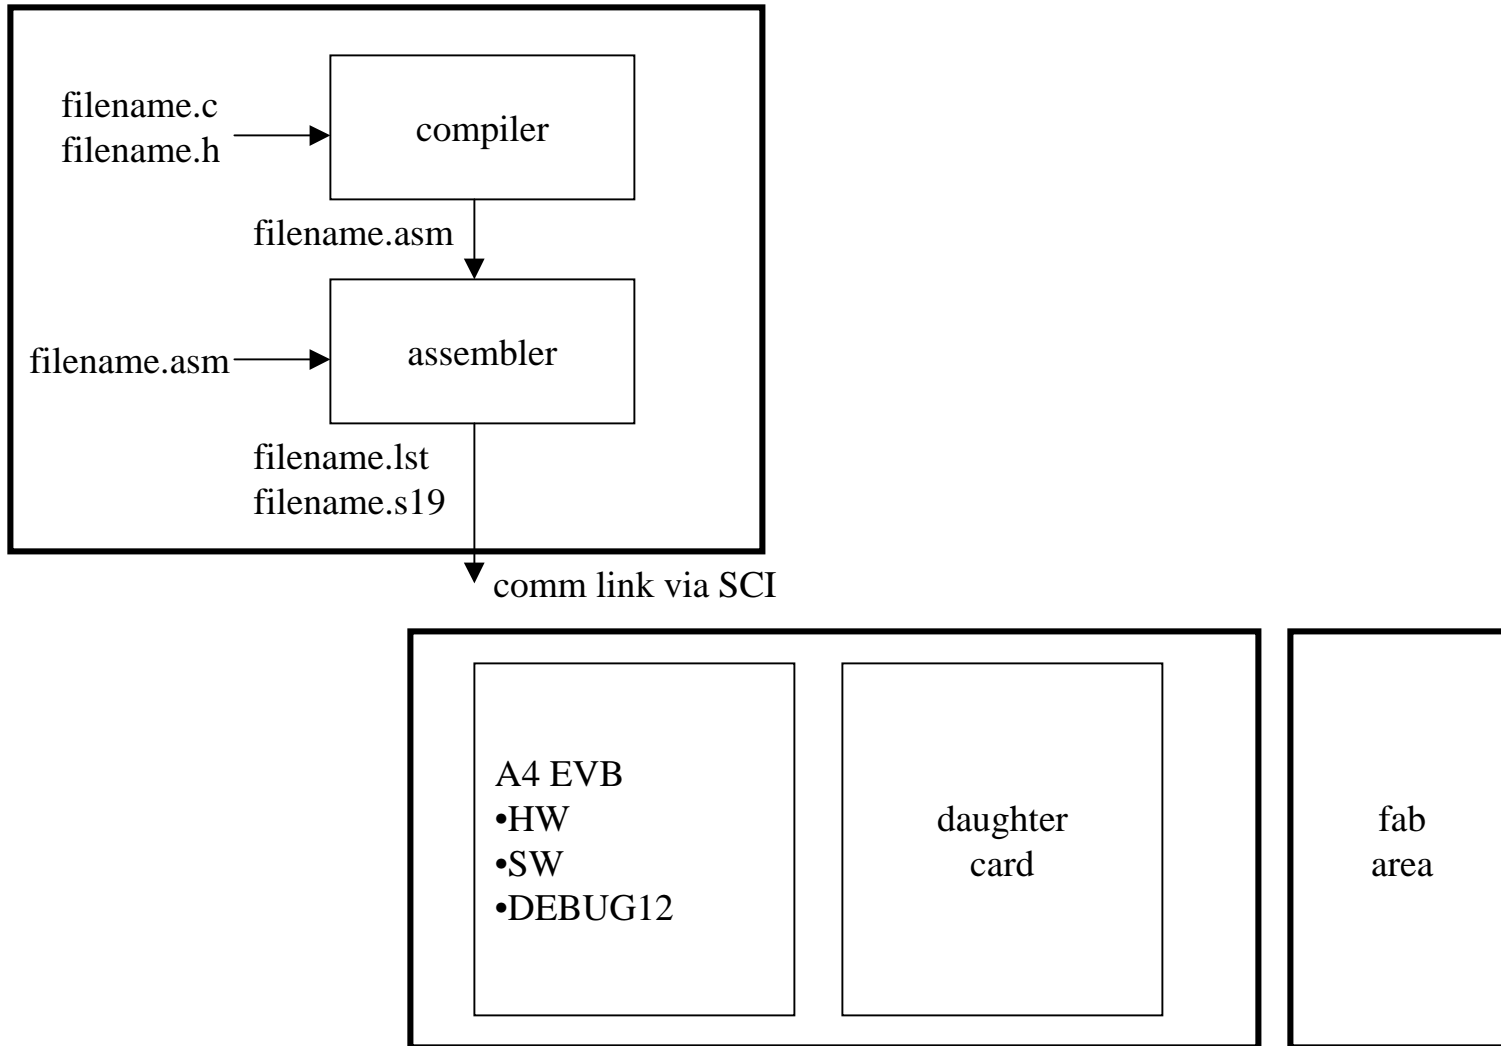 filename.c
filename.h
compiler
filename.asm
filename.asm
assembler
filename.lst
filename.s19
comm link via SCI
A4 EVB
•HW
•SW
•DEBUG12
daughter
card
fab
area